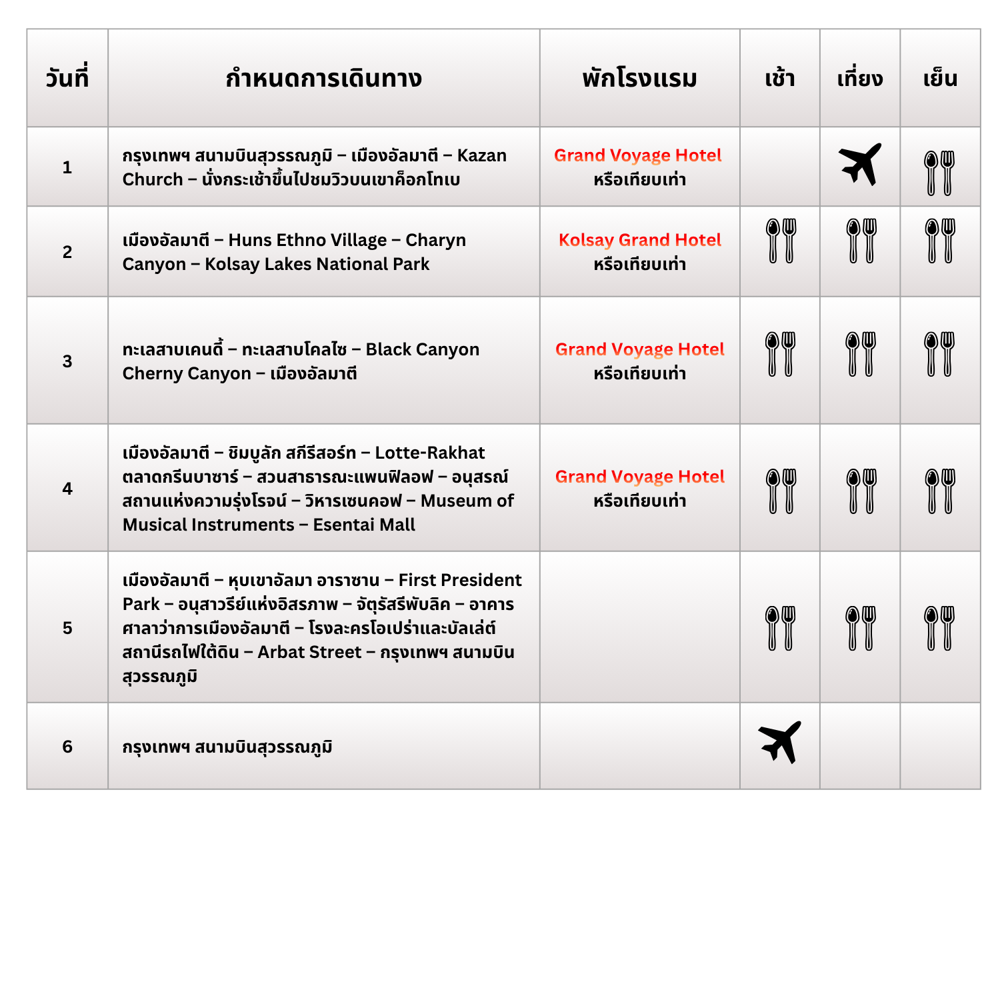 วันที่ กำหนดการเดินทาง พักโรงแรม เช้า เที่ยง เย็น
1
กรุงเทพฯ สนามบินสุวรรณภูมิ – เมืองอัลมาตี – Kazan
Church – นั่งกระเช้าขึ้นไปชมวิวบนเขาค็อกโทเบ
Grand Voyage Hotel
หรือเทียบเท่า
2
เมืองอัลมาตี – Huns Ethno Village – Charyn
Canyon – Kolsay Lakes National Park
Kolsay Grand Hotel
หรือเทียบเท่า
3
ทะเลสาบเคนดี้ – ทะเลสาบโคลไซ – Black Canyon
Cherny Canyon – เมืองอัลมาตี
Grand Voyage Hotel
หรือเทียบเท่า
4
เมืองอัลมาตี – ชิมบูลัก สกีรีสอร์ท – Lotte-Rakhat
ตลาดกรีนบาซาร์ – สวนสาธารณะแพนฟิลอฟ – อนุสรณ์
สถานแห่งความรุ่งโรจน์ – วิหารเซนคอฟ – Museum of
Musical Instruments – Esentai Mall
Grand Voyage Hotel
หรือเทียบเท่า
5
เมืองอัลมาตี – หุบเขาอัลมา อาราซาน – First President
Park – อนุสาวรีย์แห่งอิสรภาพ – จัตุรัสรีพับลิค – อาคาร
ศาลาว่าการเมืองอัลมาตี – โรงละครโอเปร่าและบัลเล่ต์
สถานีรถไฟใต้ดิน – Arbat Street – กรุงเทพฯ สนามบิน
สุวรรณภูมิ
6
กรุงเทพฯ สนามบินสุวรรณภูมิ